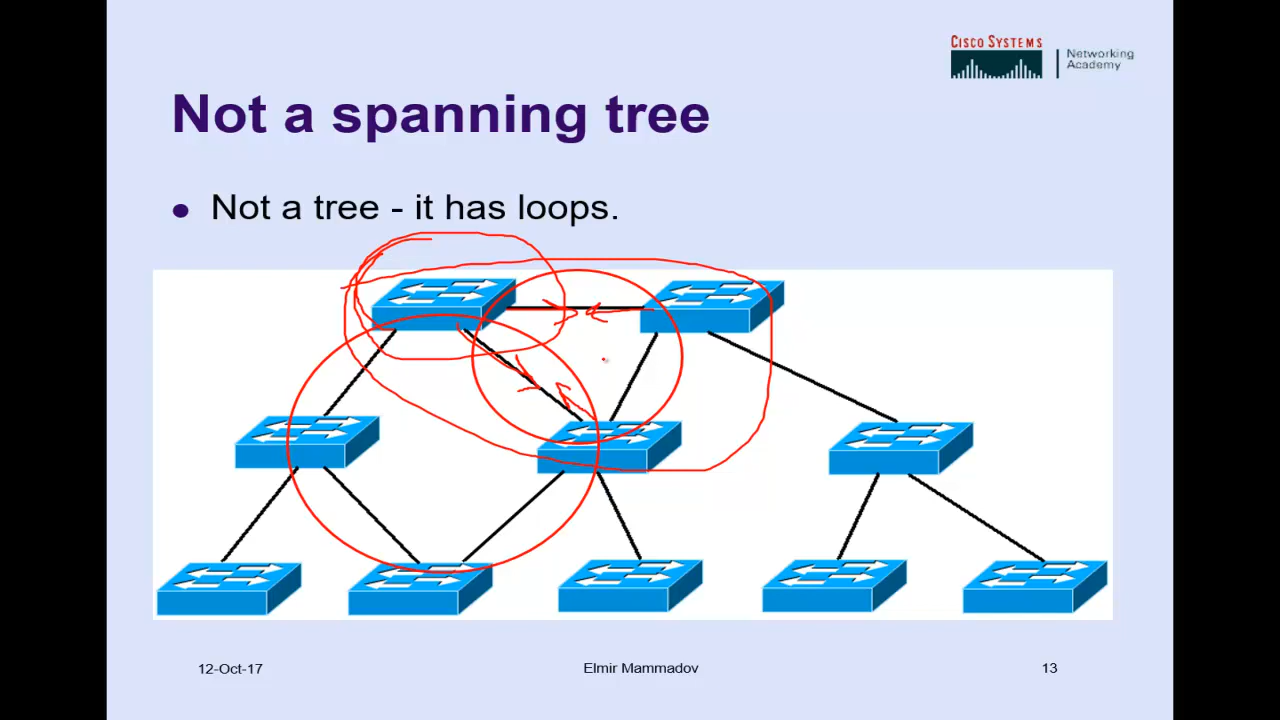 CISCO SYSTEMS
Networking
Academy
Not a spanning tree
Not a tree - it has loops.
12-Oct-17
Elmir Mammadov
13